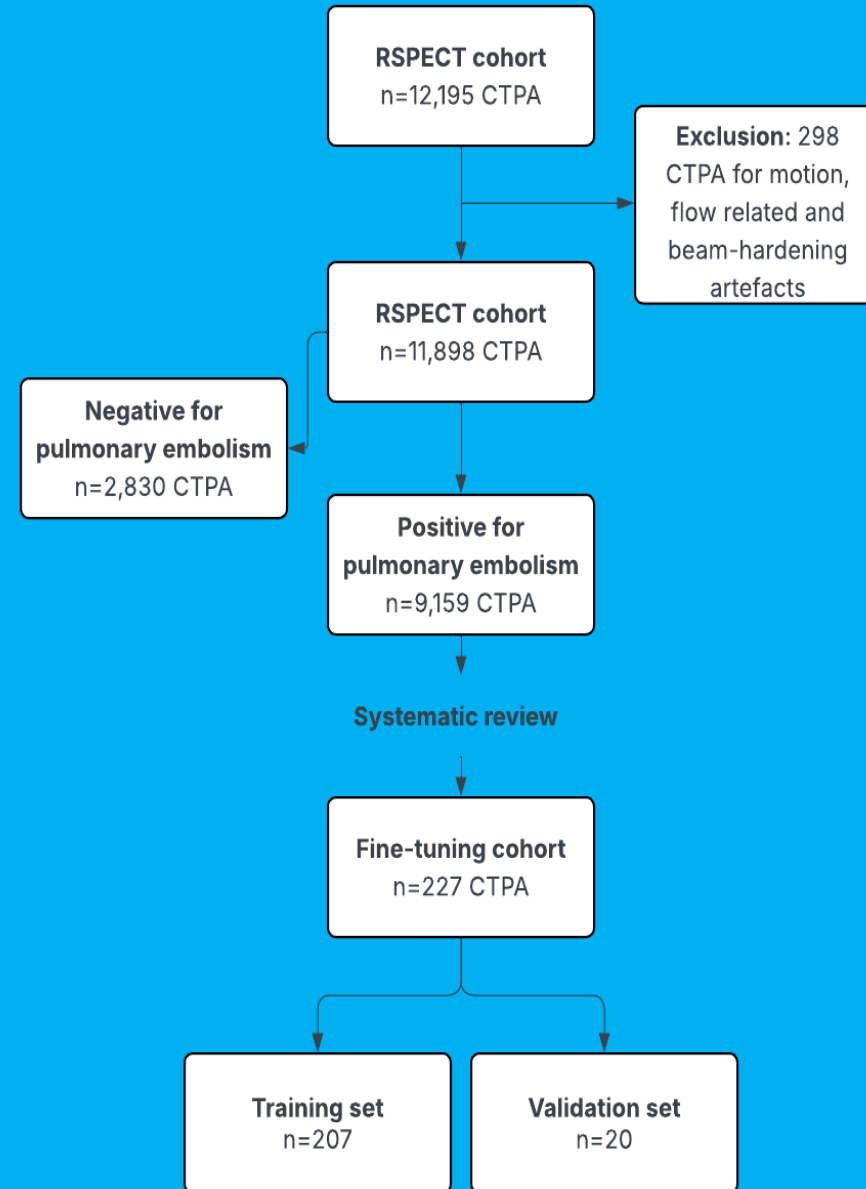 RSPECT cohort
n=12,195 CTPA
Exclusion: 298
CTPA for motion,
flow related and
beam-hardening
artefacts
RSPECT cohort
n=11,898 CTPA
Negative for
pulmonary embolism
n=2,830 CTPA
Positive for
pulmonary embolism
n=9,159 CTPA
Systematic review
Fine-tuning cohort
n=227 CTPA
Training set
n=207
Validation set
n=20